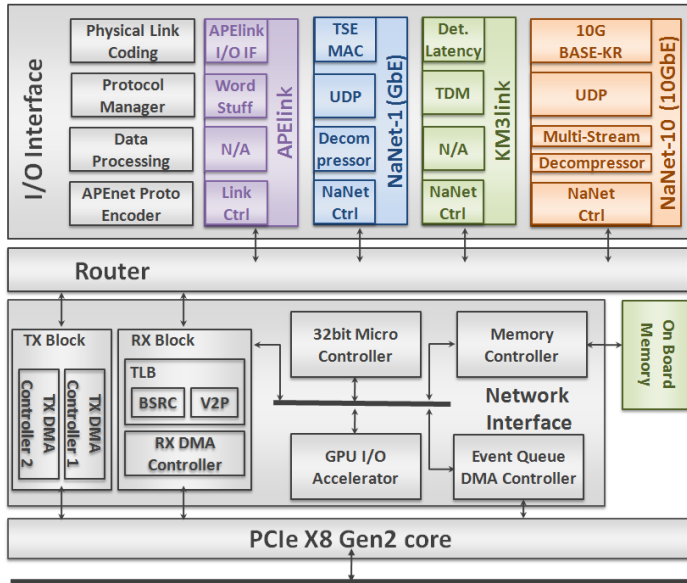 I/O Interface
Physical Link
Coding
Protocol
Manager
Data
Processing
APEnet Proto
Encoder
APElink
I/O IF
Word
Stuff
N/A
Link
Ctrl
APElink
TSE
MAC
UDP
Decom
pressor
NaNet
Ctrl
NaNet-1 (GbE)
Det.
Latency
TDM
N/A
NaNet
Ctrl
KM3link
10G
BASE-KR
UDP
Multi-Stream
Decompressor
NaNet
Ctrl
NaNet-10 (10GbE)
Router
TX Block
TX DMA
Controller 2
TX DMA
Controller 1
RX Block
TLB
BSRC
V2P
RX DMA
Controller
32bit Micro
Controller
Memory
Controller
On Board
Memory
Network
Interface
GPU I/O
Accelerator
Event Queue
DMA Controller
PCIe X8 Gen2 core